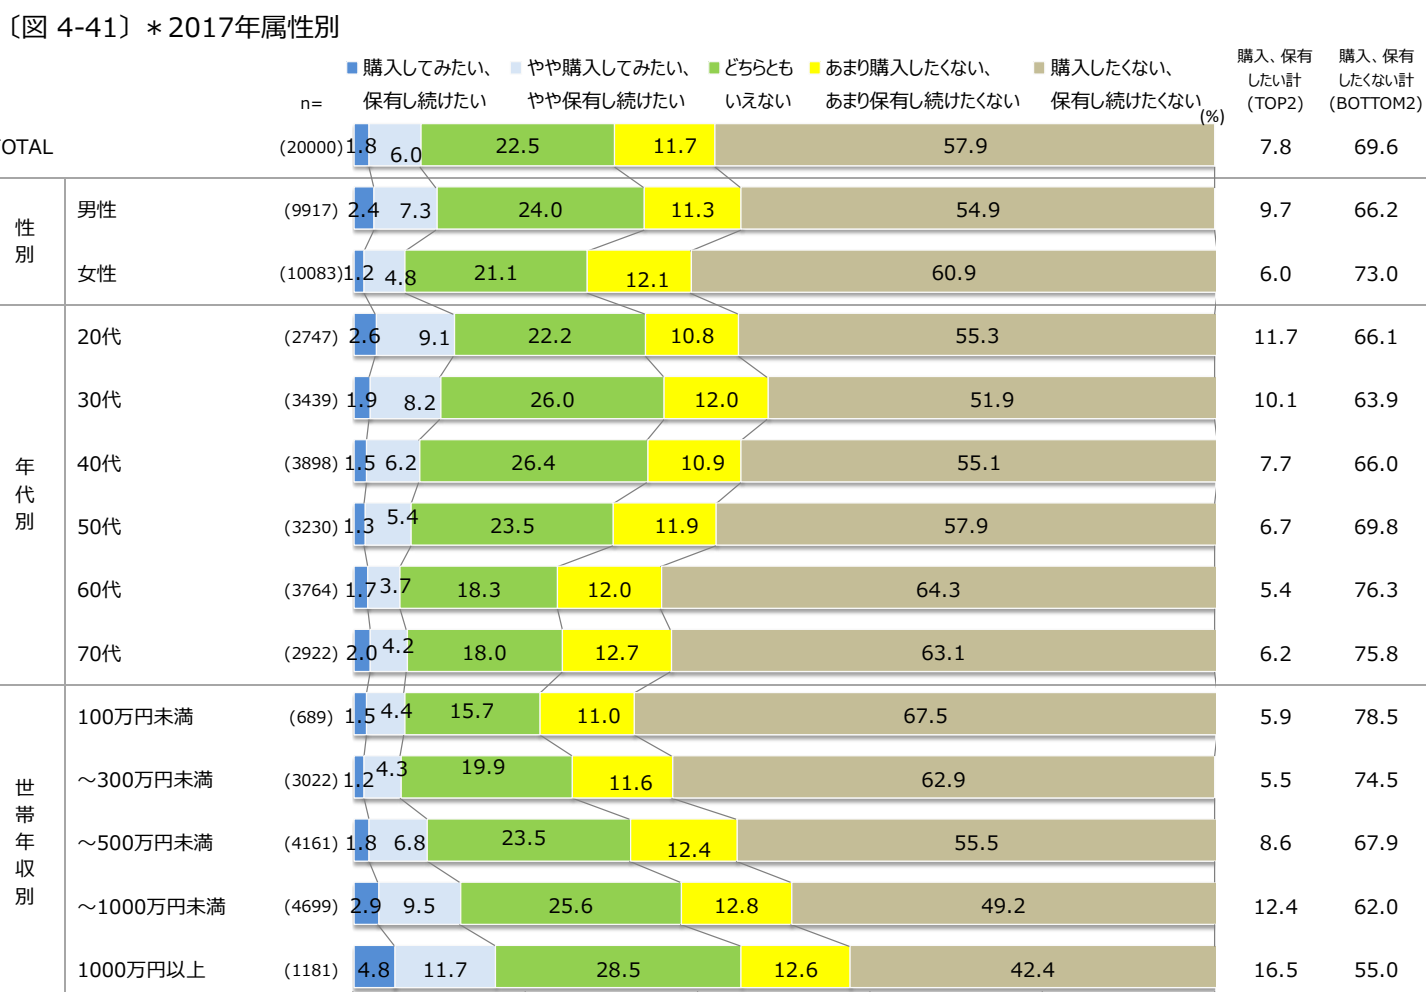 〔図 4-41〕＊2017年属性別
購入してみたい、 やや購入してみたい、 どちらとも あまり購入したくない、 購入したくない、 購入、保有 購入、保有
したい計 したくない計
n= 保有し続けたい やや保有し続けたい いえない あまり保有し続けたくない 保有し続けたくない (TOP2) (BOTTOM2)
(%)
OTAL (20000) 1.8 6.0 22.5 11.7 57.9 7.8 69.6
性別
男性 (9917) 2.4 7.3 24.0 11.3 54.9 9.7 66.2
女性 (10083) 1.2 4.8 21.1 12.1 60.9 6.0 73.0
年代別
20代 (2747) 2.6 9.1 22.2 10.8 55.3 11.7 66.1
30代 (3439) 1.9 8.2 26.0 12.0 51.9 10.1 63.9
40代 (3898) 1.5 6.2 26.4 10.9 55.1 7.7 66.0
50代 (3230) 1.3 5.4 23.5 11.9 57.9 6.7 69.8
60代 (3764) 1.7 3.7 18.3 12.0 64.3 5.4 76.3
70代 (2922) 2.0 4.2 18.0 12.7 63.1 6.2 75.8
世帯年収別
100万円未満 (689) 1.5 4.4 15.7 11.0 67.5 5.9 78.5
～300万円未満 (3022) 1.2 4.3 19.9 11.6 62.9 5.5 74.5
～500万円未満 (4161) 1.8 6.8 23.5 12.4 55.5 8.6 67.9
～1000万円未満 (4699) 2.9 9.5 25.6 12.8 49.2 12.4 62.0
1000万円以上 (1181) 4.8 11.7 28.5 12.6 42.4 16.5 55.0